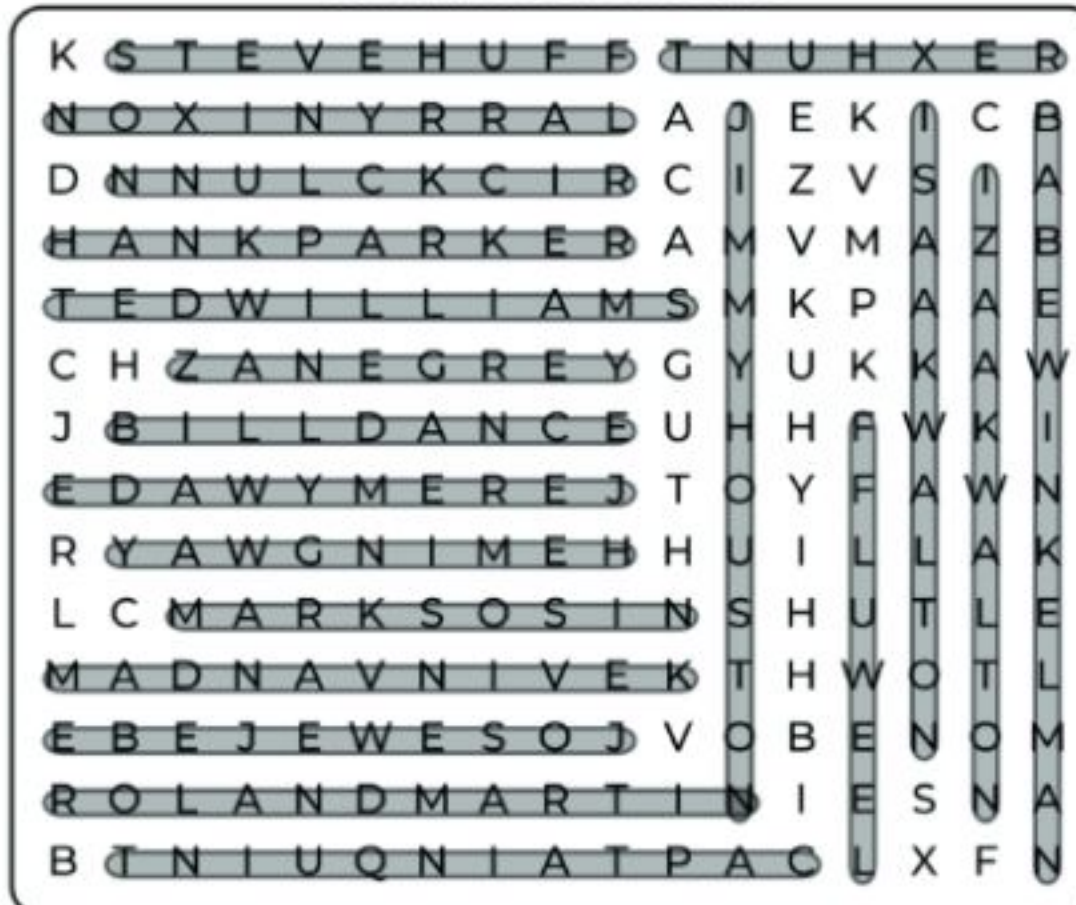 K S T E V E H U F F T N U H X E R
N O X I N Y R R A L A J E K I C B
D N N U L C K C I R C I Z V S I A
H A N K P A R K E R A M V M A Z B
T E D W I L L I A M S M K P A A E
C H Z A N E G R E Y G Y U K K A W
J B I L L D A N C E U H H F W K I
E D A W Y M E R E J T O Y F A W N
R Y A W G N I M E H H U I L L A K
L C M A R K S O S I N S H U T L E
M A D N A V N I V E K T H W O T L
E B E J E W E S O J V O B E N O M
R O L A N D M A R T I N I E S N A
B T N I U Q N I A T P A C L X F N